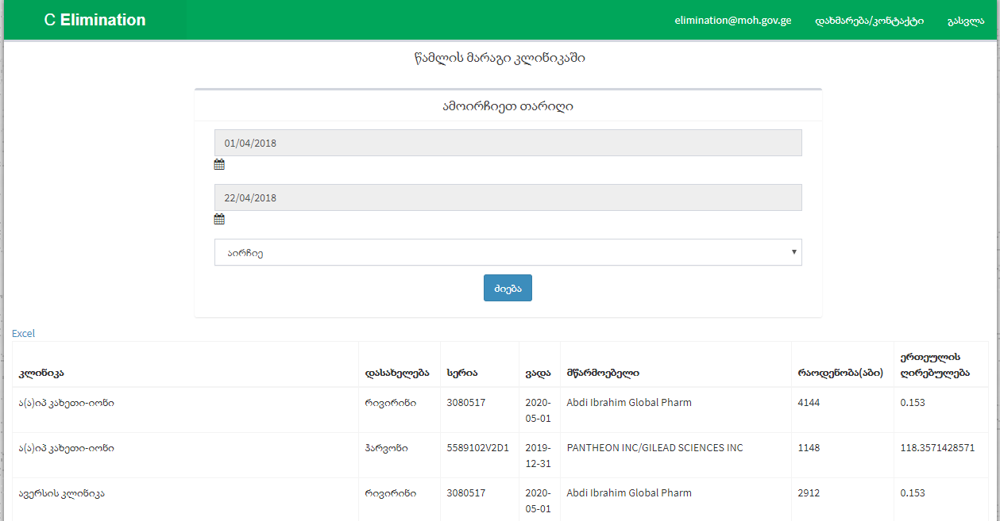 C Elimination
elimination@moh.gov.ge დახმარება/კონტაქტი გასვლა
წამლის მარაგი კლინიკაში
ამოირჩიეთ თარიღი
01/04/2018
22/04/2018
აირჩიე
ძიება
Excel
კლინიკა დასახელება სერია ვადა მწარმოებელი რაოდენობა(აბი) ერთეულის
ღირებულება
ა(ა)იპ კახეთი-იონი რივირინი 3080517 2020- Abdi Ibrahim Global Pharm 4144 0.153
05-01
ა(ა)იპ კახეთი-იონი ჰარვონი 5589102V2D1 2019- PANTHEON INC/GILEAD SCIENCES INC 1148 118.3571428571
12-31
ავერსის კლინიკა რივირინი 3080517 2020- Abdi Ibrahim Global Pharm 2912 0.153
05-01